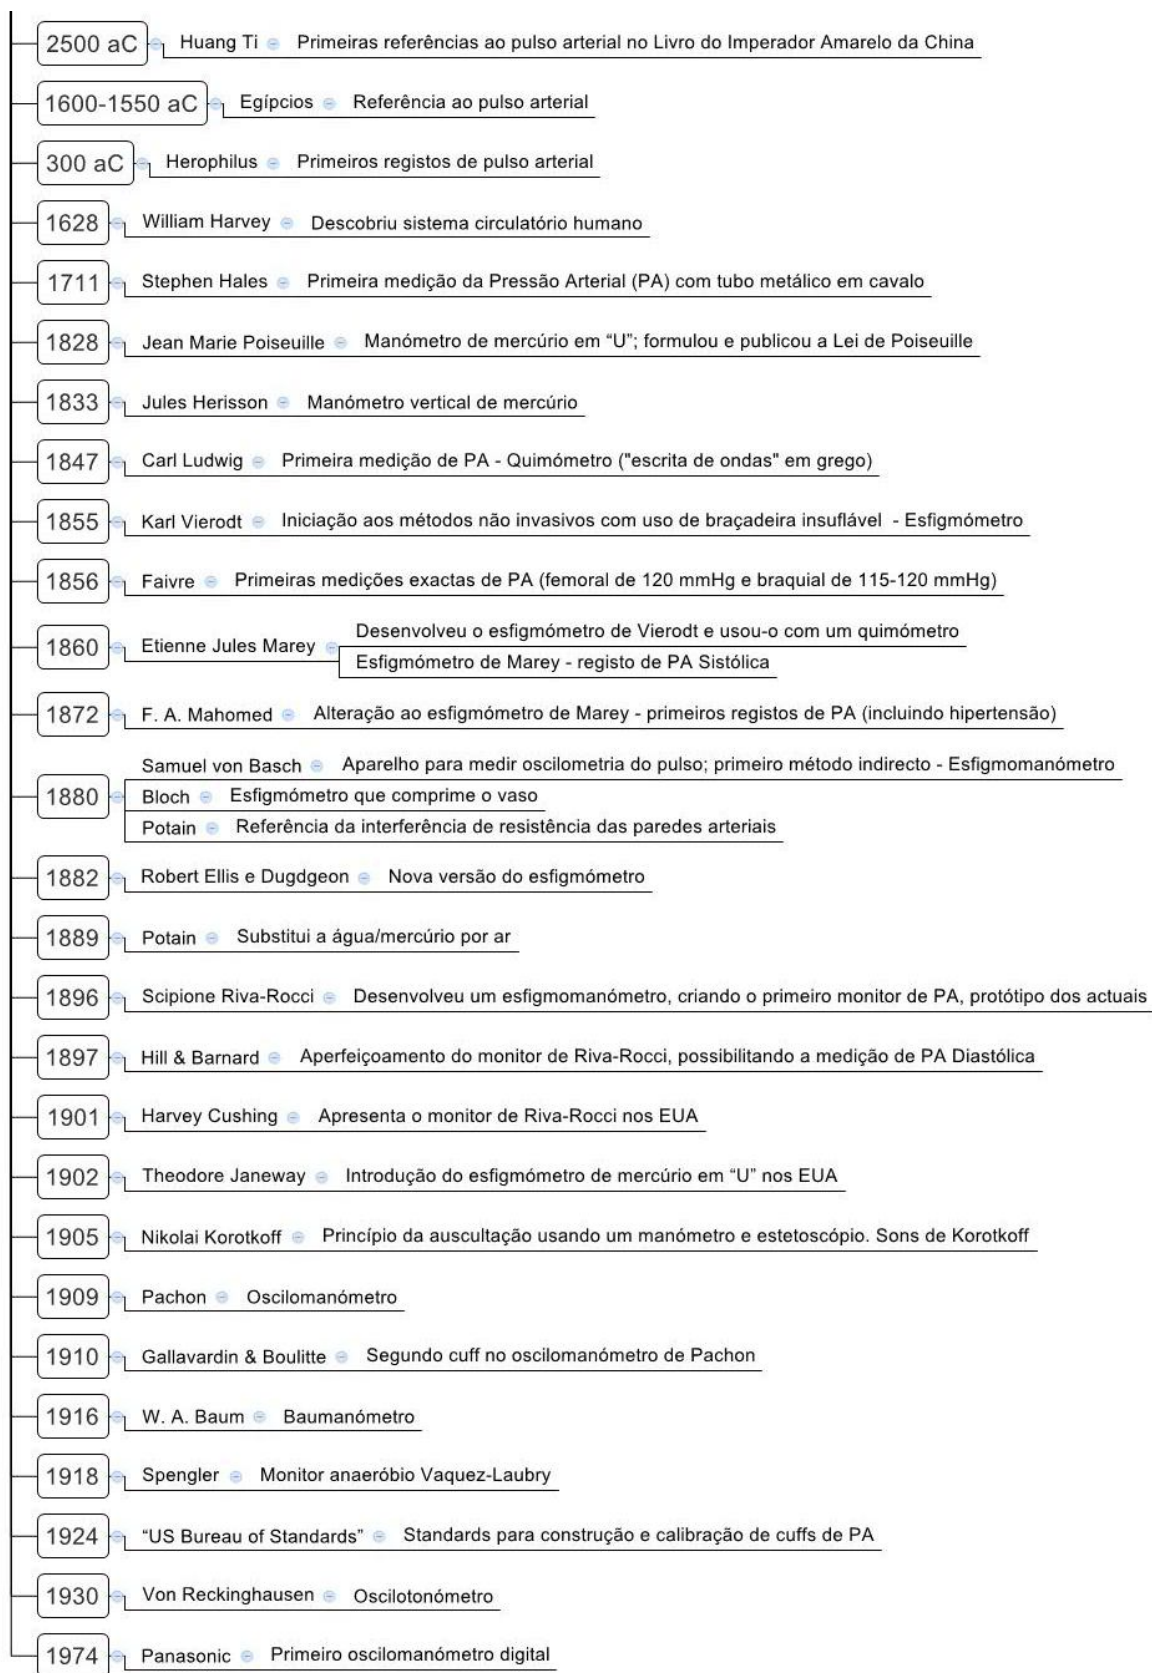 2500 aC Huang Ti Primeiras referências ao pulso arterial no Livro do Imperador Amarelo da China
1600-1550 aC Egípcios Referência ao pulso arterial
300 aC Herophilus Primeiros registos de pulso arterial
1628 William Harvey Descobriu sistema circulatório humano
1711 Stephen Hales Primeira medição da Pressão Arterial (PA) com tubo metálico em cavalo
1828 Jean Marie Poiseuille Manómetro de mercúrio em “U”; formulou e publicou a Lei de Poiseuille
1833 Jules Herisson Manómetro vertical de mercúrio
1847 Carl Ludwig Primeira medição de PA - Quimómetro ("escrita de ondas" em grego)
1855 Karl Vierodt Iniciação aos métodos não invasivos com uso de braçadeira insuflável - Esfigmómetro
1856 Faivre Primeiras medições exactas de PA (femoral de 120 mmHg e braquial de 115-120 mmHg)
1860 Etienne Jules Marey Desenvolveu o esfigmómetro de Vierodt e usou-o com um quimómetro
Esfigmómetro de Marey - registo de PA Sistólica
1872 F. A. Mahomed Alteração ao esfigmómetro de Marey - primeiros registos de PA (incluindo hipertensão)
1880 Samuel von Basch Aparelho para medir oscilometria do pulso; primeiro método indirecto - Esfigmomanómetro
Bloch Esfigmómetro que comprime o vaso
Potain Referência da interferência de resistência das paredes arteriais
1882 Robert Ellis e Dugdgeon Nova versão do esfigmómetro
1889 Potain Substitui a água/mercúrio por ar
1896 Scipione Riva-Rocci Desenvolveu um esfigmomanómetro, criando o primeiro monitor de PA, protótipo dos actuais
1897 Hill & Barnard Aperfeiçoamento do monitor de Riva-Rocci, possibilitando a medição de PA Diastólica
1901 Harvey Cushing Apresenta o monitor de Riva-Rocci nos EUA
1902 Theodore Janeway Introdução do esfigmómetro de mercúrio em “U” nos EUA
1905 Nikolai Korotkoff Princípio da auscultação usando um manómetro e estetoscópio. Sons de Korotkoff
1909 Pachon Oscilomanómetro
1910 Gallavardin & Boulitte Segundo cuff no oscilomanómetro de Pachon
1916 W. A. Baum Baumanómetro
1918 Spengler Monitor anaeróbio Vaquez-Laubry
1924 “US Bureau of Standards” Standards para construção e calibração de cuffs de PA
1930 Von Reckinghausen Oscilotonómetro
1974 Panasonic Primeiro oscilomanómetro digital